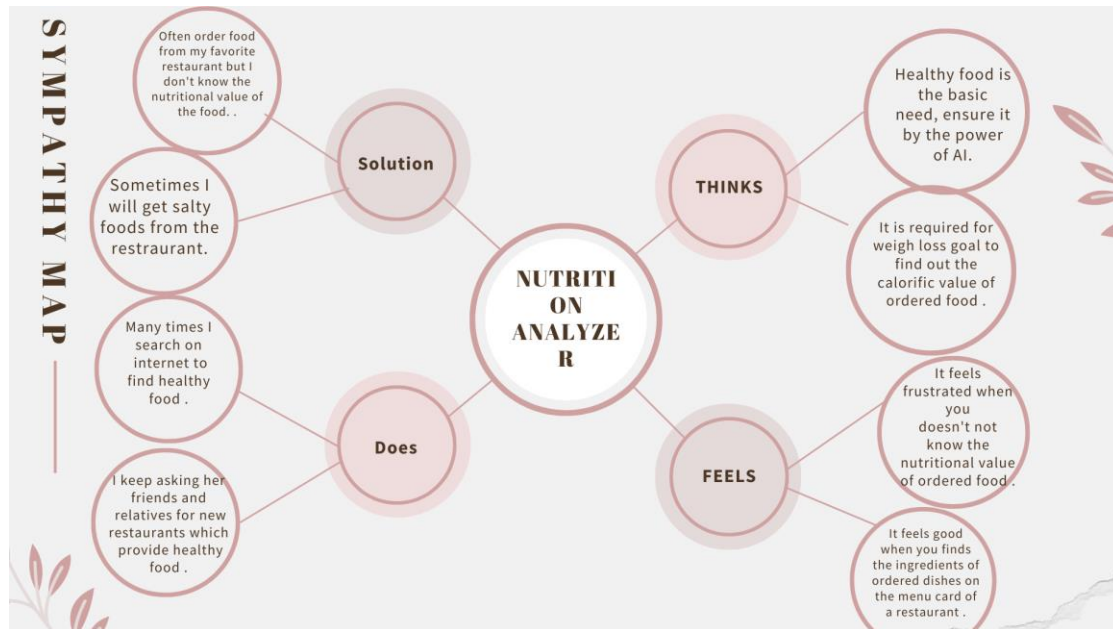 SYMPATHY MAP
Often order food
from my favorite
restaurant but I
don't know the
nutritional value of
the food. .
Sometimes I
will get salty
foods from the
restraurant.
Solution
Many times I
search on
internet to
find healthy
food .
I keep asking her
friends and
relatives for new
restaurants which
provide healthy
food .
Does
NUTRITI
ON
ANALYZE
R
THINKS
Healthy food is
the basic
need, ensure it
by the power
of AI.
It is required for
weigh loss goal to
find out the
calorific value of
ordered food .
FEELS
It feels
frustrated when
you
doesn't not
know the
nutritional value
of ordered food .
It feels good
when you finds
the ingredients of
ordered dishes on
the menu card of
a restaurant .